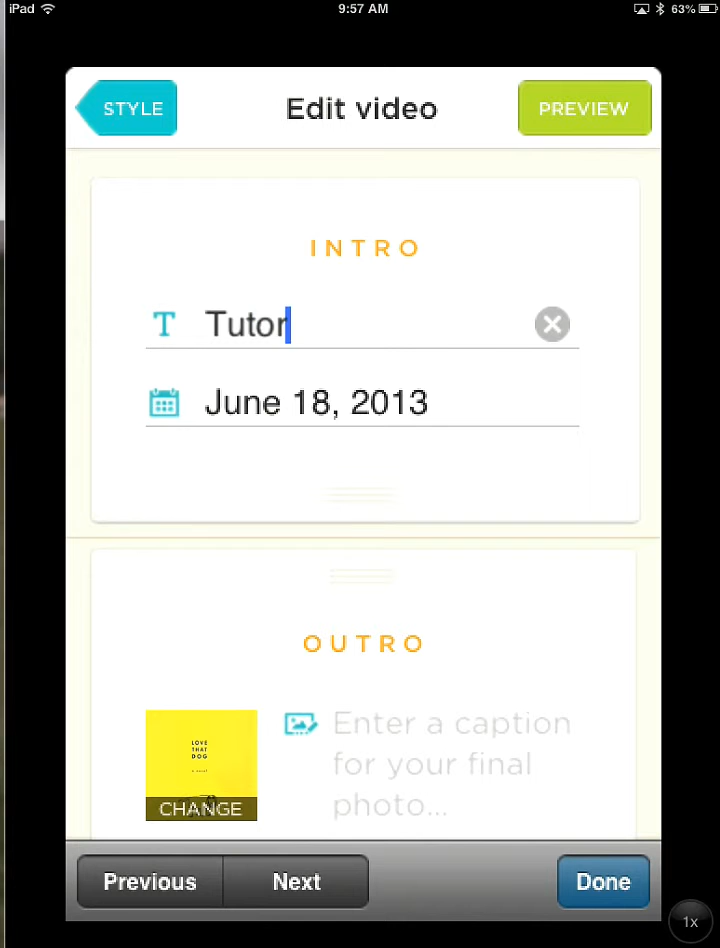 iPad 9:57 AM 63%
STYLE Edit video PREVIEW
INTRO
T Tutor
June 18, 2013
OUTRO
LOVE
THAT
DOG
a novel
CHANGE
Enter a caption
for your final
photo...
Previous Next Done
1x